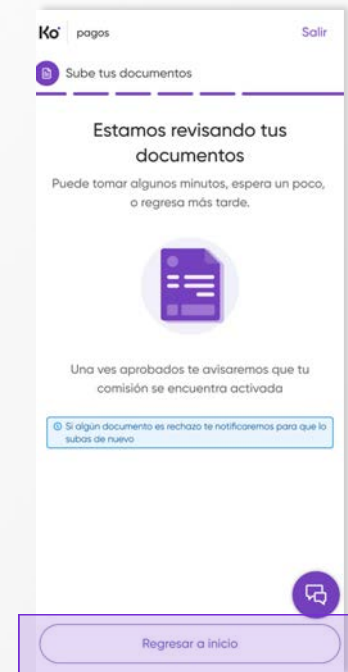 Ko° pagos Salir
Sube tus documentos
Estamos revisando tus
documentos
Puede tomar algunos minutos, espera un poco,
o regresa más tarde.
Una ves aprobados te avisaremos que tu
comisión se encuentra activada
Si algún documento es rechazo te notificaremos para que lo
subas de nuevo
Regresar a inicio